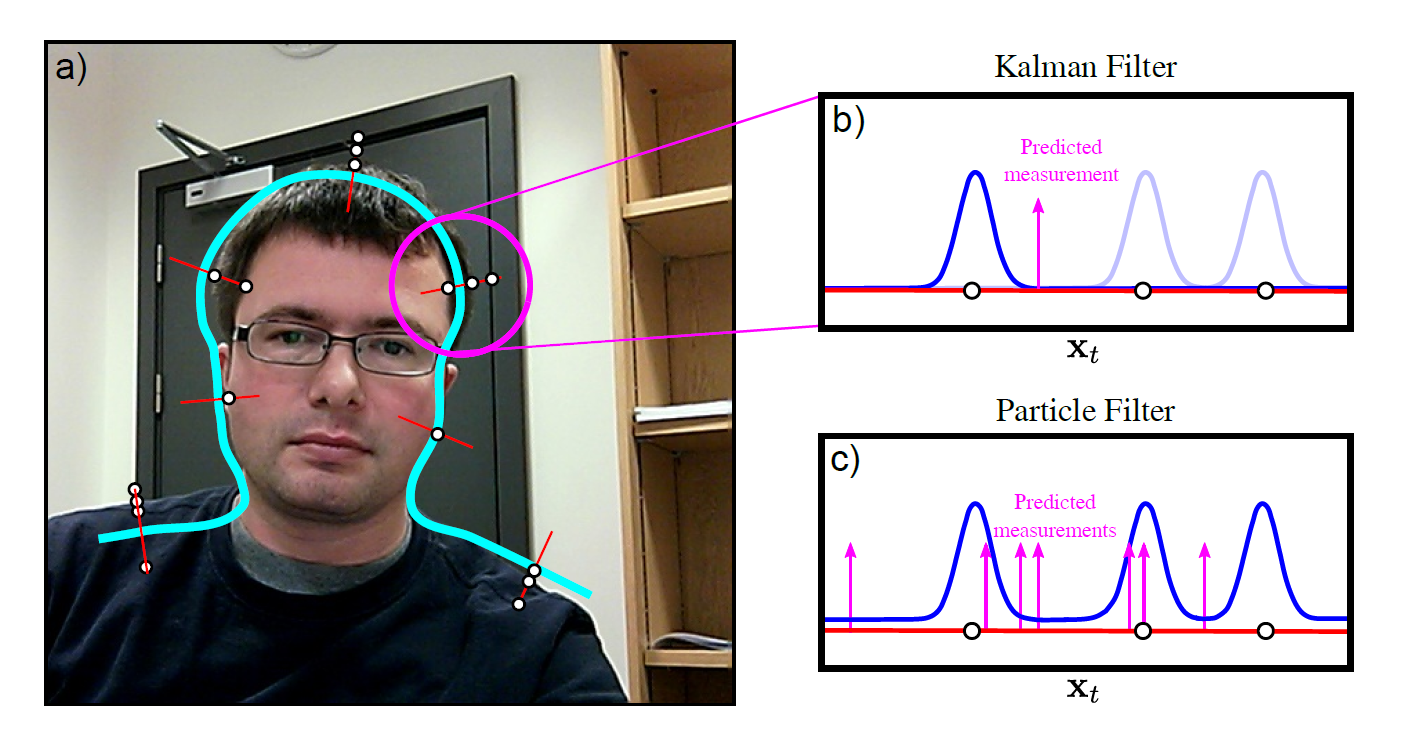 a)
Kalman Filter
b)
Predicted
measurement
x_t
Particle Filter
c)
Predicted
measurements
x_t